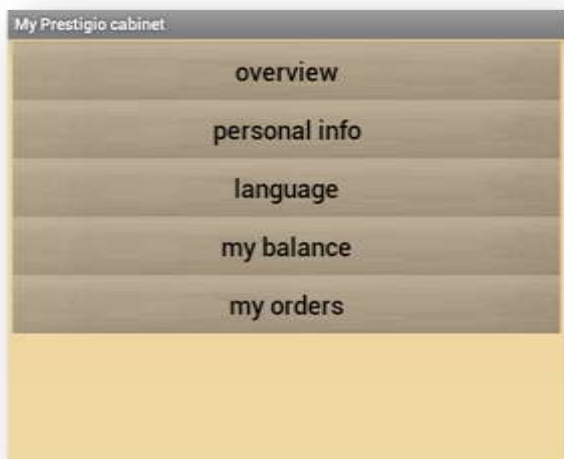 My Prestigio cabinet
overview
personal info
language
my balance
my orders